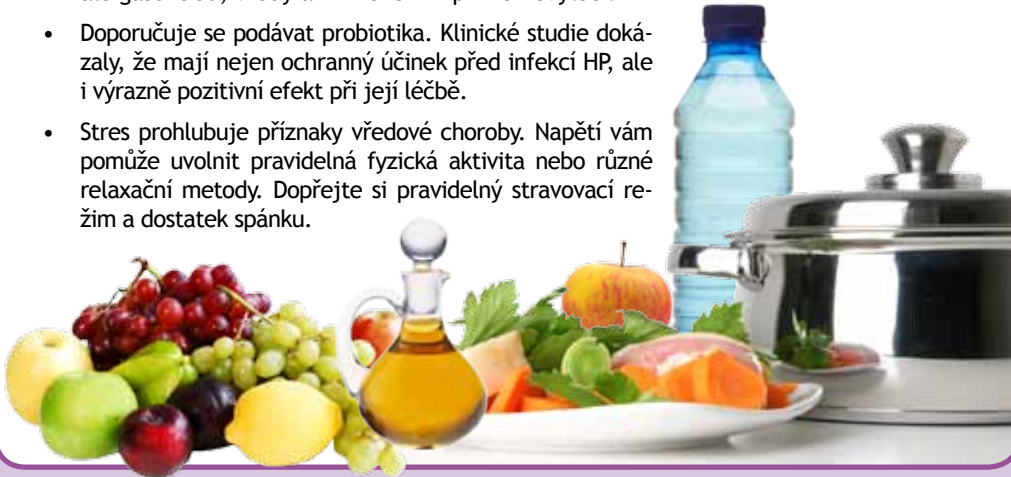 • Doporučuje se podávat probiotika. Klinické studie doká-
zaly, že mají nejen ochranný účinek před infekcí HP, ale
i výrazně pozitivní efekt při její léčbě.
• Stres prohlubuje příznaky vředové choroby. Napětí vám
pomůže uvolnit pravidelná fyzická aktivita nebo různé
relaxační metody. Dopřejte si pravidelný stravovací re-
žim a dostatek spánku.